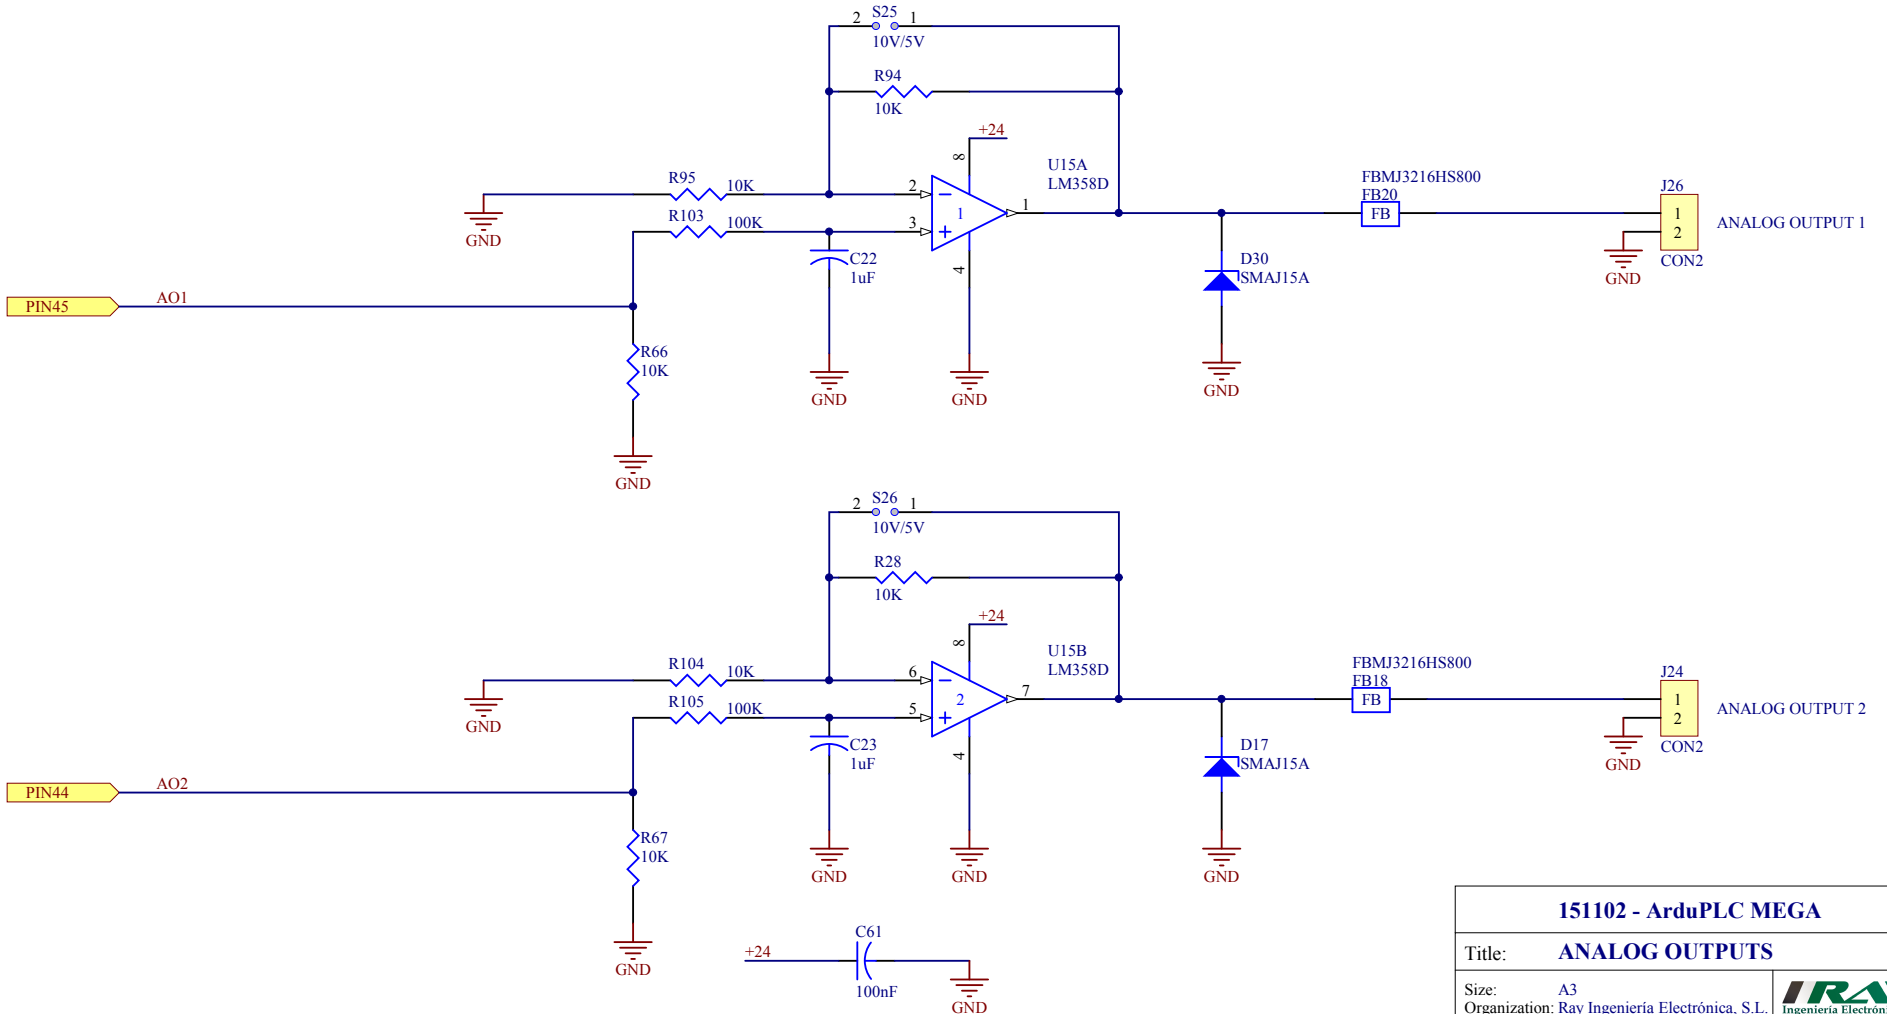 2 S25 1
10V/5V
R94
10K
+24
8
U15A
LM358D
R95 10K
2
1
1
R103 100K
3
GND
C22
1uF
4
FBMJ3216HS800
FB20
FB
J26
1
2
CON2
ANALOG OUTPUT 1
GND
D30
SMAJ15A
PIN45 AO1
R66
10K
GND
GND
GND
GND
2 S26 1
10V/5V
R28
10K
+24
8
U15B
LM358D
R104 10K
6
2
7
R105 100K
5
GND
C23
1uF
4
FBMJ3216HS800
FB18
FB
J24
1
2
CON2
ANALOG OUTPUT 2
GND
D17
SMAJ15A
PIN44 AO2
R67
10K
GND
GND
GND
GND
+24
C61
100nF
GND
151102 - ArduPLC MEGA
Title: ANALOG OUTPUTS
Size: A3
Organization: Ray Ingeniería Electrónica, S.L.
RAY